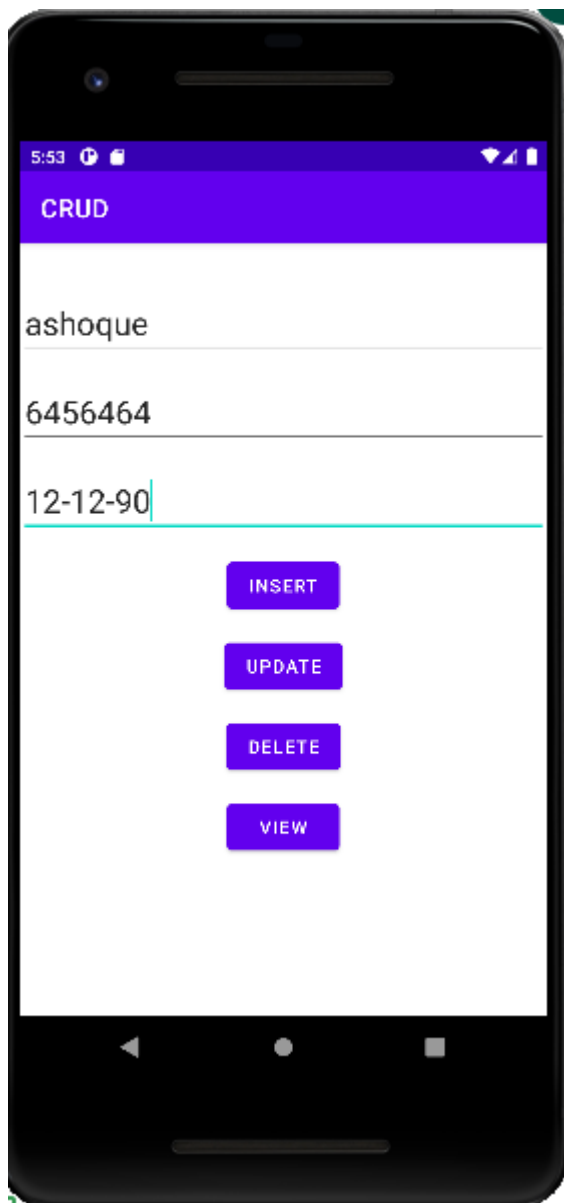 5:53
CRUD
ashoque
6456464
12-12-90
INSERT
UPDATE
DELETE
VIEW